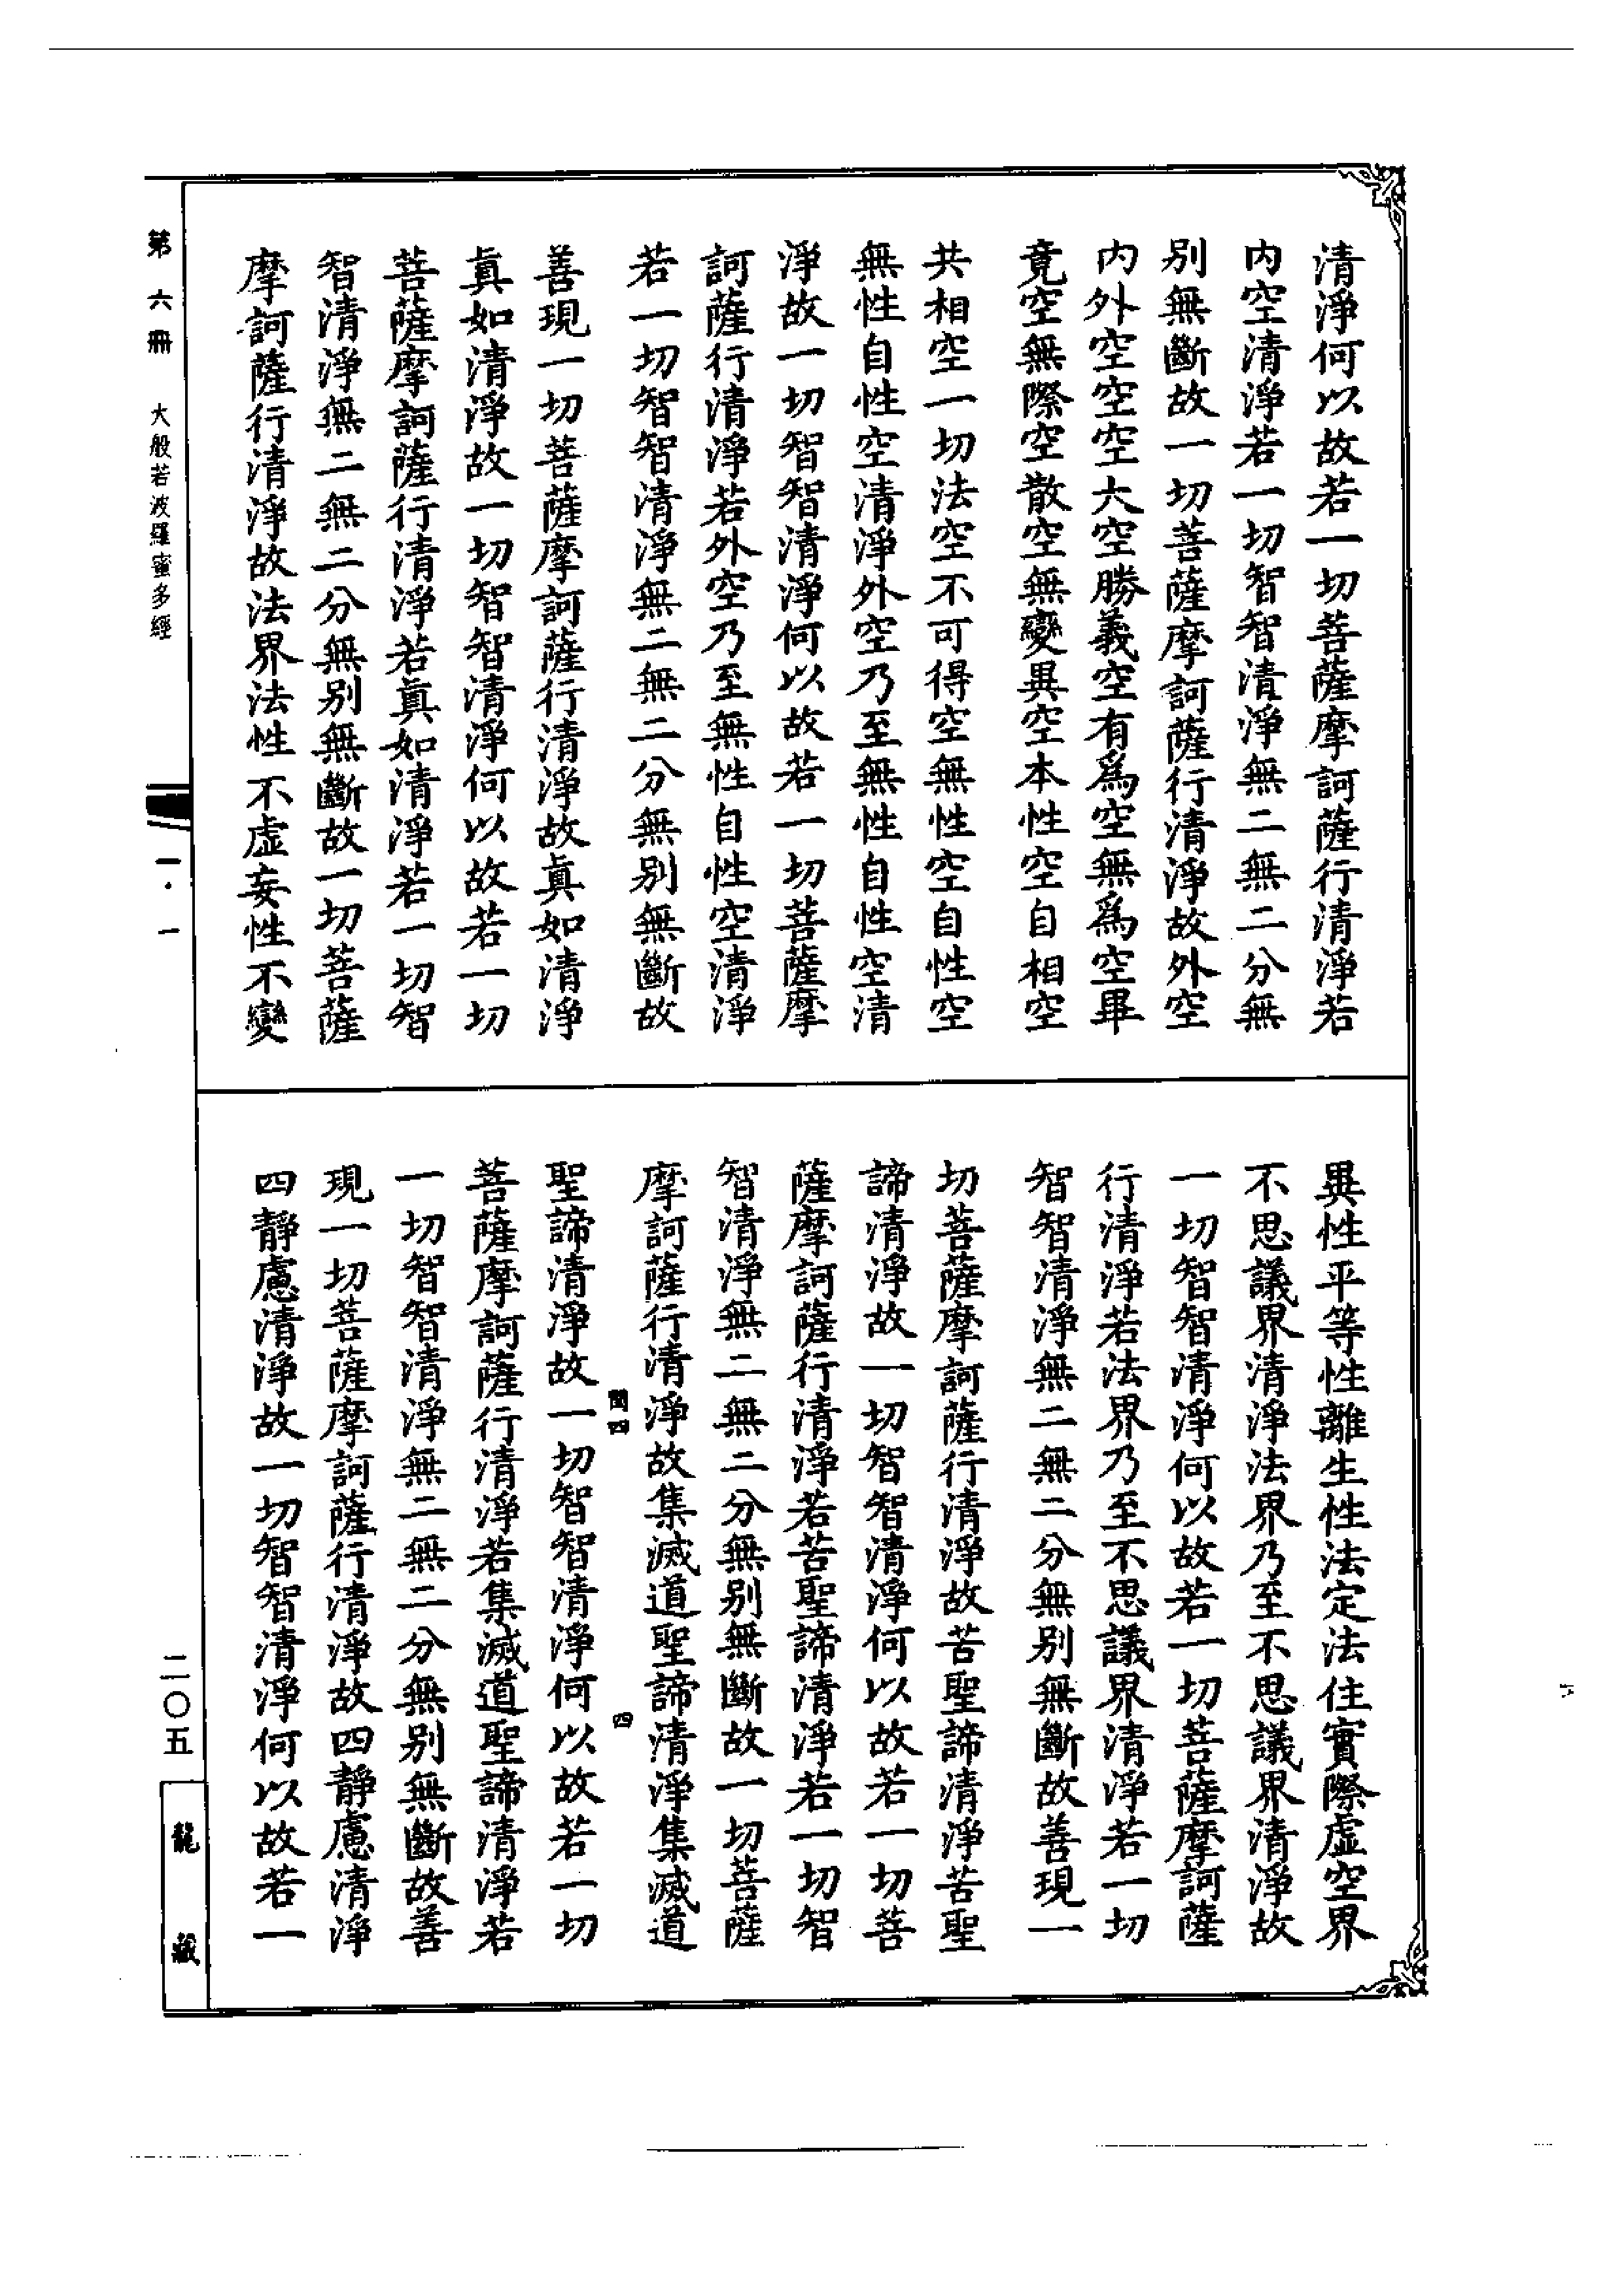 清淨何以故若一切菩薩摩訶薩行清淨若
内空清淨若一切智智清淨無二無二分無
别無斷故一切菩薩摩訶薩行清淨故外空
内外空空空大空勝義空有爲空無爲空畢
竟空無際空散空無變異空本性空自相空
共相空一切法空不可得空無性空自性空
無性自性空清淨外空乃至無性自性空清
淨故一切智智清淨何以故若一切菩薩摩
訶薩行清淨若外空乃至無性自性空清淨
若一切智智清淨無二無二分無别無斷故
善現一切菩薩摩訶薩行清淨故真如清淨
真如清淨故一切智智清淨何以故若一切
菩薩摩訶薩行清淨若真如清淨若一切智
智清淨無二無二分無别無斷故一切菩薩
摩訶薩行清淨故法界法性不虛妄性不變
異性平等性離生性法定法住實際虛空界
不思議界清淨法界乃至不思議界清淨故
一切智智清淨何以故若一切菩薩摩訶薩
行清淨若法界乃至不思議界清淨若一切
智智清淨無二無二分無别無斷故善現一
切菩薩摩訶薩行清淨故苦聖諦清淨苦聖
諦清淨故一切智智清淨何以故若一切菩
薩摩訶薩行清淨若苦聖諦清淨若一切智
智清淨無二無二分無别無斷故一切菩薩
摩訶薩行清淨故集滅道聖諦清淨集滅道
閏四 四
聖諦清淨故一切智智清淨何以故若一切
菩薩摩訶薩行清淨若集滅道聖諦清淨若
一切智智清淨無二無二分無别無斷故善
現一切菩薩摩訶薩行清淨故四靜慮清淨
四靜慮清淨故一切智智清淨何以故若一
第六冊 大般若波羅蜜多經
一·一
二〇五
龍藏